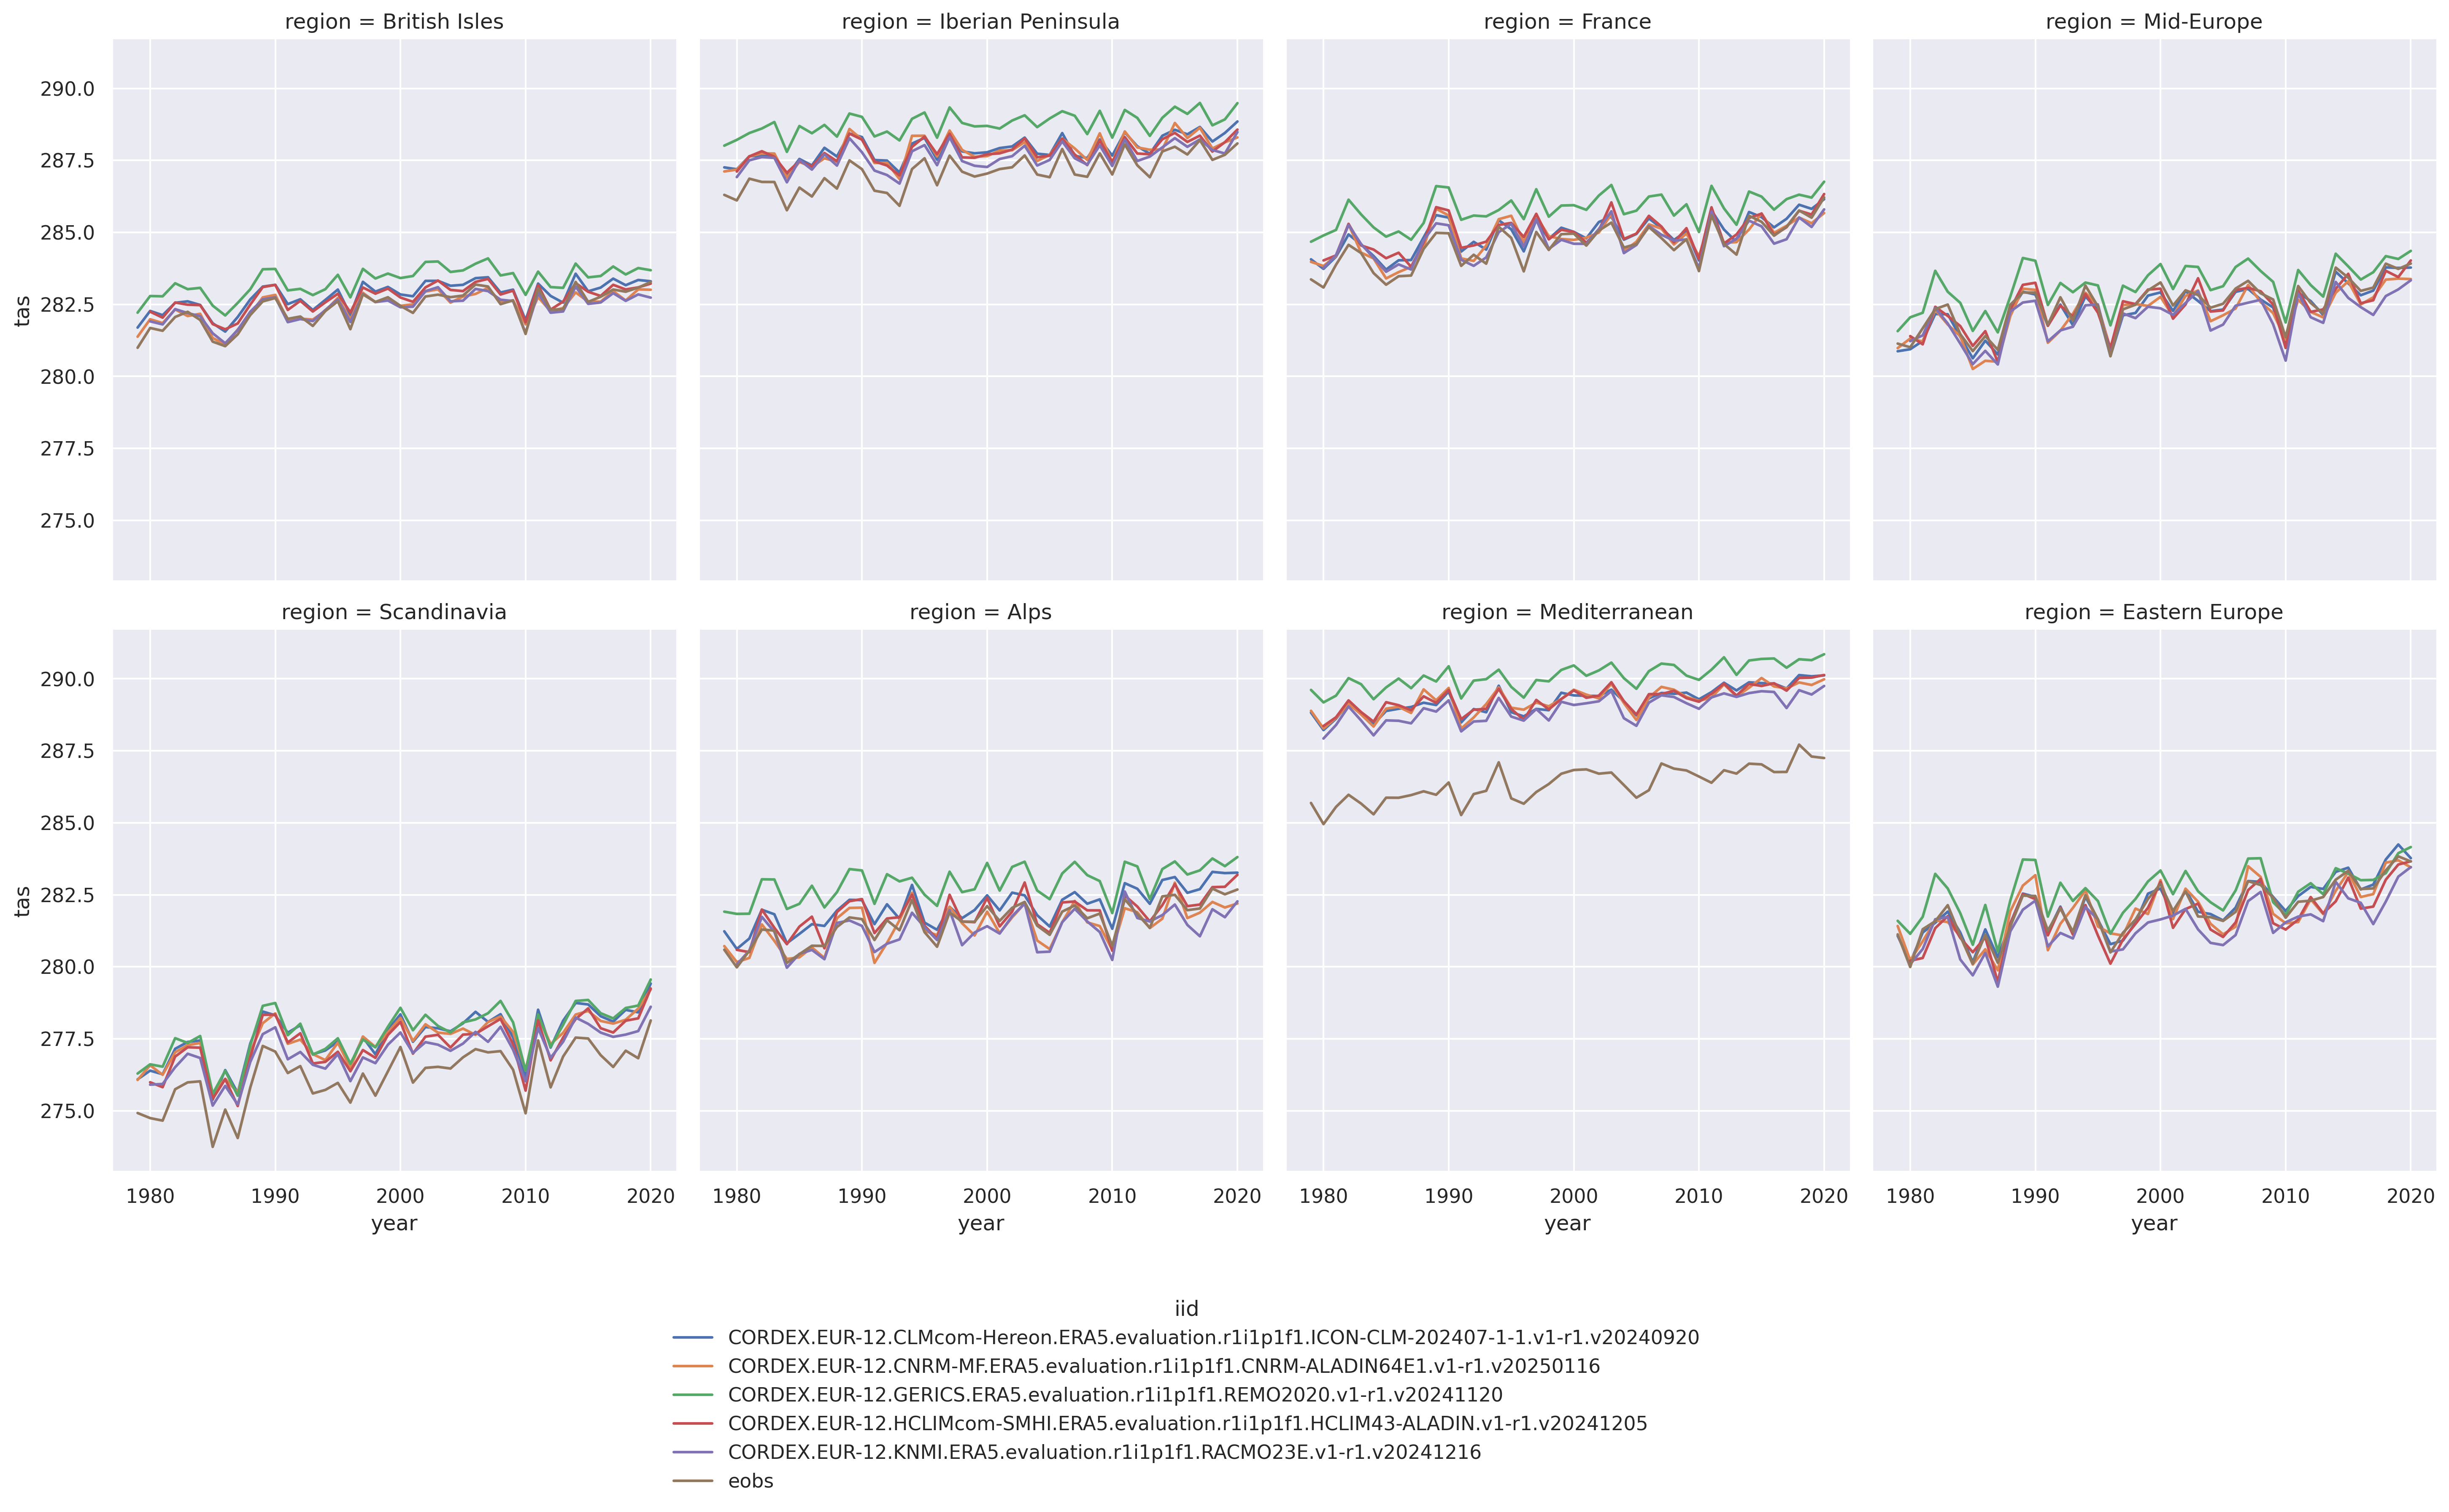 region = British Isles
region = Iberian Peninsula
region = France
region = Mid-Europe
290.0
287.5
285.0
282.5
280.0
277.5
275.0
tas
region = Scandinavia
region = Alps
region = Mediterranean
region = Eastern Europe
290.0
287.5
285.0
282.5
280.0
277.5
275.0
tas
1980 1990 2000 2010 2020
1980 1990 2000 2010 2020
1980 1990 2000 2010 2020
1980 1990 2000 2010 2020
year
year
year
year
iid
CORDEX.EUR-12.CLMcom-Hereon.ERA5.evaluation.r1i1p1f1.ICON-CLM-202407-1-1.v1-r1.v20240920
CORDEX.EUR-12.CNRM-MF.ERA5.evaluation.r1i1p1f1.CNRM-ALADIN64E1.v1-r1.v20250116
CORDEX.EUR-12.GERICS.ERA5.evaluation.r1i1p1f1.REMO2020.v1-r1.v20241120
CORDEX.EUR-12.HCLIMcom-SMHI.ERA5.evaluation.r1i1p1f1.HCLIM43-ALADIN.v1-r1.v20241205
CORDEX.EUR-12.KNMI.ERA5.evaluation.r1i1p1f1.RACMO23E.v1-r1.v20241216
eobs